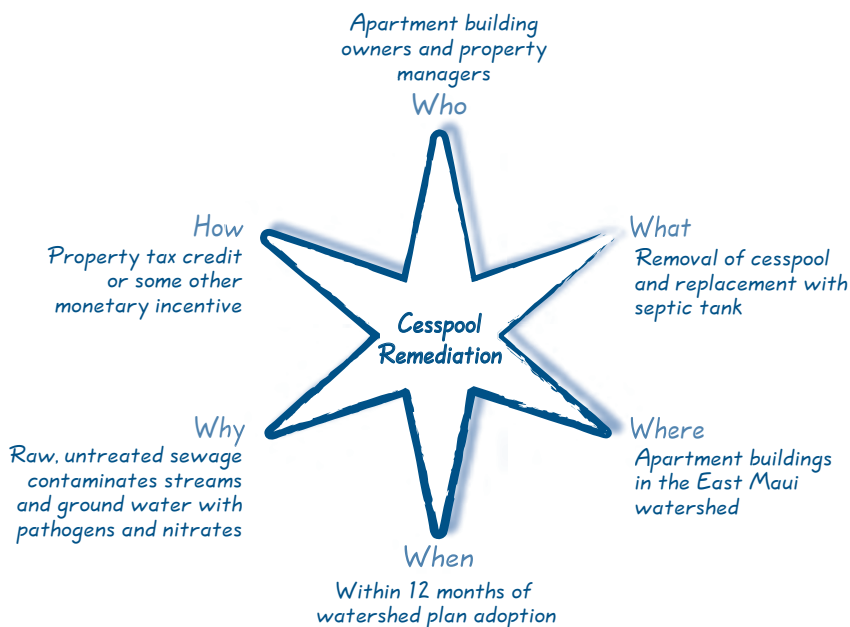 Apartment building
owners and property
managers
Who
How
Property tax credit
or some other
monetary incentive
What
Removal of cesspool
and replacement with
septic tank
Cesspool
Remediation
Why
Raw, untreated sewage
contaminates streams
and ground water with
pathogens and nitrates
Where
Apartment buildings
in the East Maui
watershed
When
Within 12 months of
watershed plan adoption